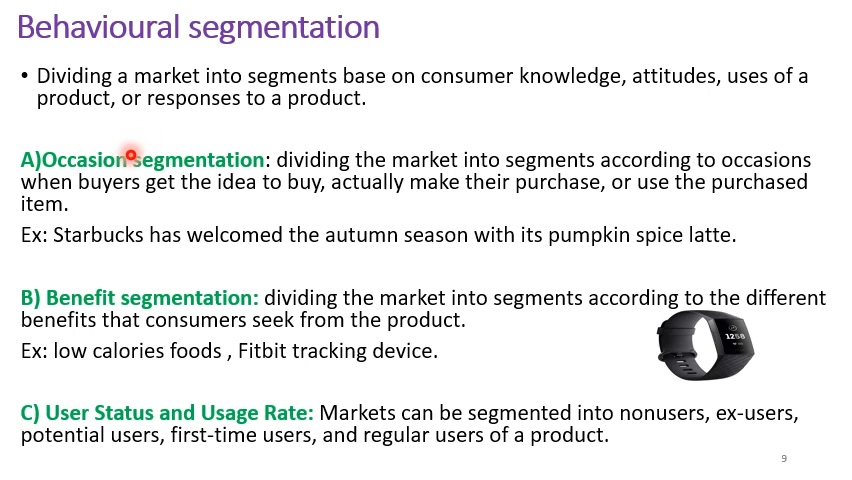 Behavioural segmentation
• Dividing a market into segments base on consumer knowledge, attitudes, uses of a
product, or responses to a product.
A)Occasion segmentation: dividing the market into segments according to occasions
when buyers get the idea to buy, actually make their purchase, or use the purchased
item.
Ex: Starbucks has welcomed the autumn season with its pumpkin spice latte.
B) Benefit segmentation: dividing the market into segments according to the different
benefits that consumers seek from the product.
Ex: low calories foods , Fitbit tracking device.
C) User Status and Usage Rate: Markets can be segmented into nonusers, ex-users,
potential users, first-time users, and regular users of a product.
9